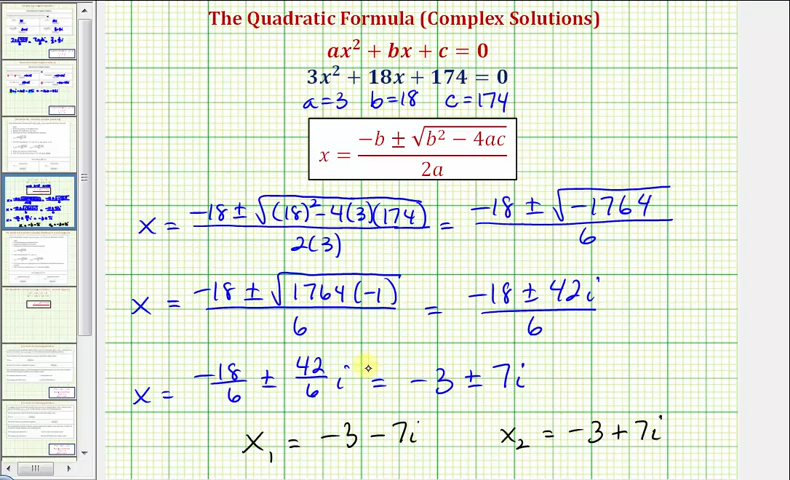 The Quadratic Formula (Complex Solutions)
ax² + bx + c = 0
3x² + 18x + 174 = 0
a=3 b=18 c=174
x = (-b ± √(b² − 4ac)) / 2a
x = (-18 ± √((18)² − 4(3)(174))) / 2(3) = (-18 ± √(-1764)) / 6
x = (-18 ± √(1764(-1))) / 6 = (-18 ± 42i) / 6
x = -18/6 ± 42/6 i = -3 ± 7i
x₁ = -3 - 7i x₂ = -3 + 7i